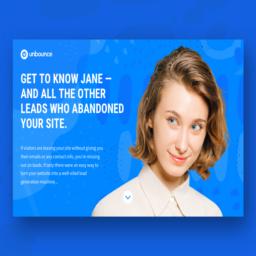 unbounce
GET TO KNOW JANE –
AND ALL THE OTHER
LEADS WHO ABANDONED
YOUR SITE.
If visitors are leaving your site without giving you
their emails or any contact info, you're missing
out on leads. If only there were an easy way to
turn your website into a well-oiled lead
generation machine...